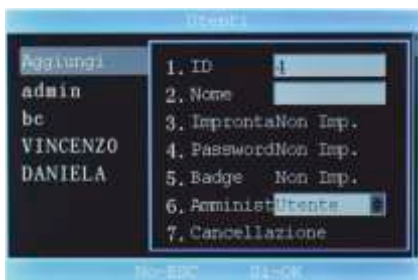 Utenti
Aggiungi
admin
bc
VINCENZO
DANIELA
1. ID 4
2. Nome
3. ImprontaNon Imp.
4. PasswordNon Imp.
5. Badge Non Imp.
6. AmministUtente
7. Cancellazione
No-ESC Si-OK